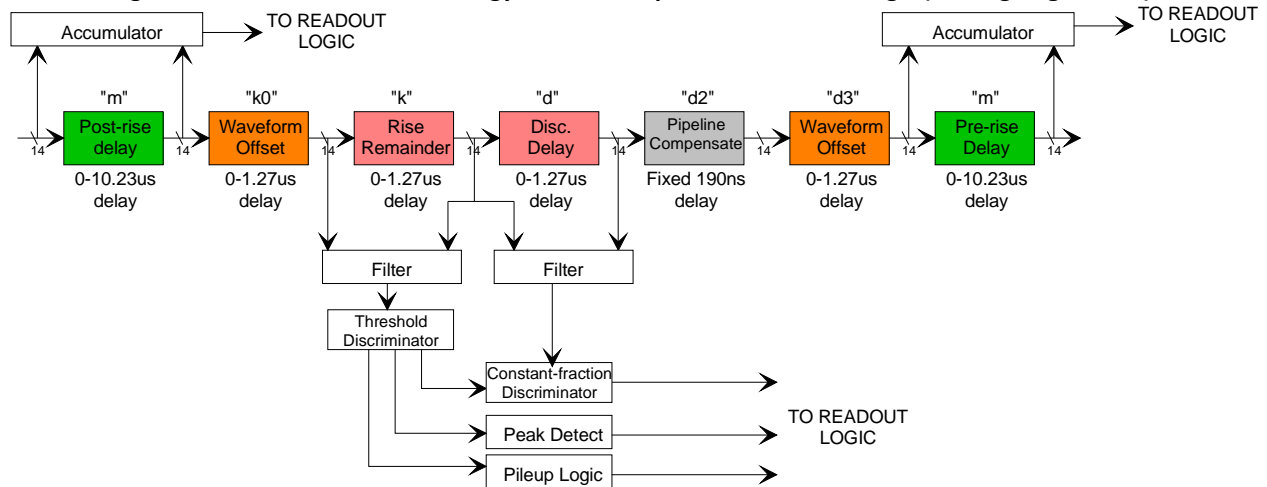 TO READOUT
LOGIC
Accumulator
TO READOUT
LOGIC
Accumulator
"m"
"k0"
"k"
"d"
"d2"
"d3"
"m"
Post-rise
delay
Waveform
Offset
Rise
Remainder
Disc.
Delay
Pipeline
Compensate
Waveform
Offset
Pre-rise
Delay
14
14
14
14
14
14
14
14
0-10.23us
delay
0-1.27us
delay
0-1.27us
delay
0-1.27us
delay
Fixed 190ns
delay
0-1.27us
delay
0-10.23us
delay
Filter
Filter
Threshold
Discriminator
Constant-fraction
Discriminator
Peak Detect
TO READOUT
LOGIC
Pileup Logic